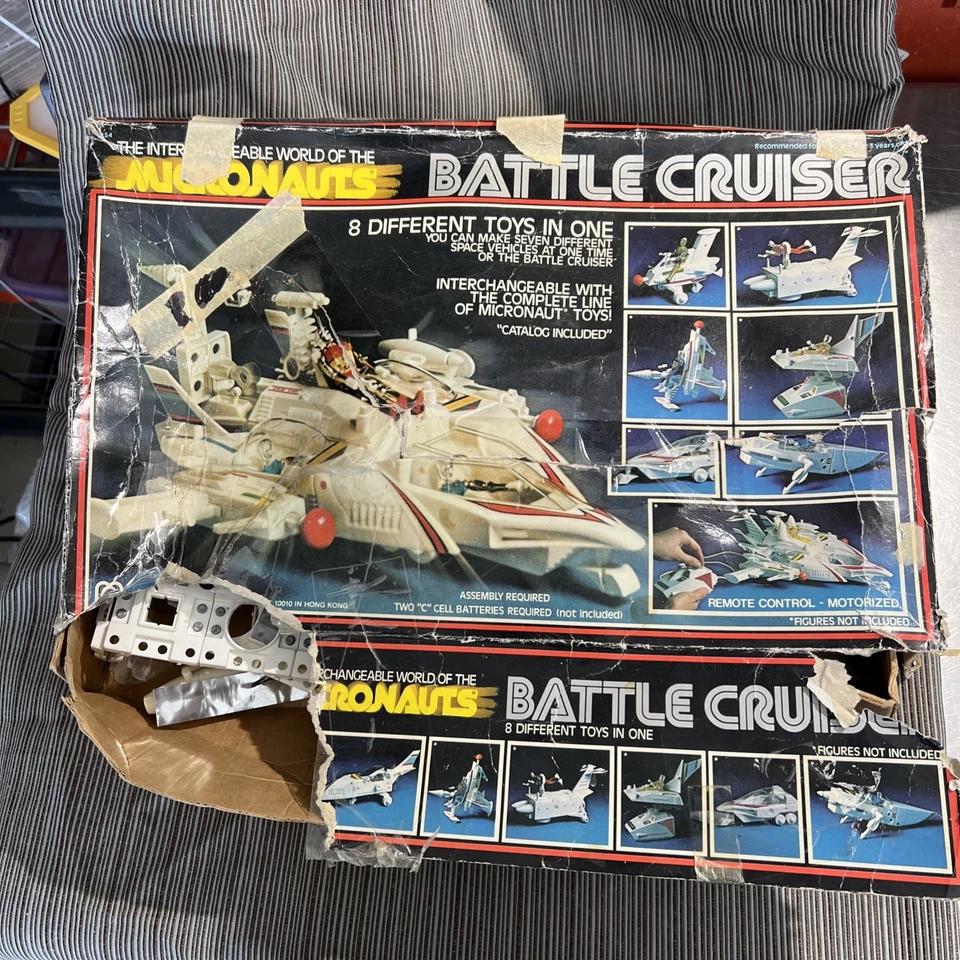 THE INTER EABLE WORLD OF THE
MICRONAUTS
BATTLE CRUISER
Recommended fo 5 years
8 DIFFERENT TOYS IN ONE
YOU CAN MAKE SEVEN DIFFERENT
SPACE VEHICLES AT ONE TIME
OR THE BATTLE CRUISER
INTERCHANGEABLE WITH
THE COMPLETE LINE
OF MICRONAUT® TOYS!
"CATALOG INCLUDED"
10010 IN HONG KONG
ASSEMBLY REQUIRED
TWO "C" CELL BATTERIES REQUIRED (not included)
REMOTE CONTROL - MOTORIZED
*FIGURES NOT INCLUDED
RCHANGEABLE WORLD OF THE
CRONAUTS
BATTLE CRUISER
8 DIFFERENT TOYS IN ONE
*FIGURES NOT INCLUDED